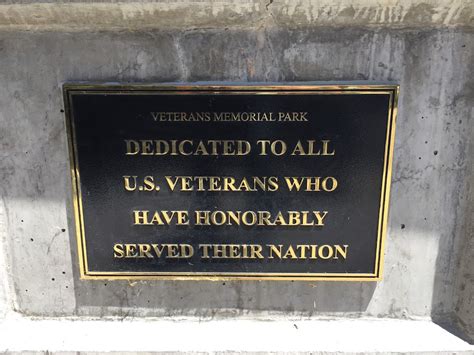 VETERANS MEMORIAL PARK
DEDICATED TO ALL
U.S. VETERANS WHO
HAVE HONORABLY
SERVED THEIR NATION